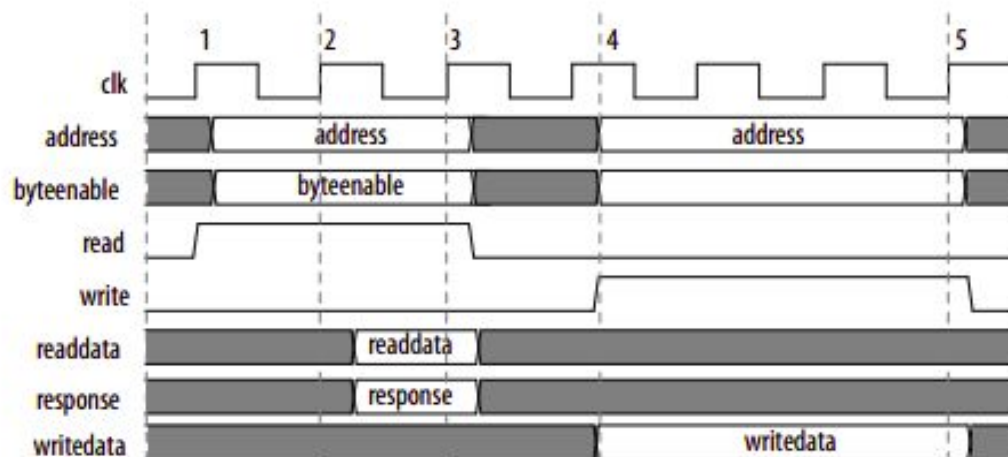 1 2 3 4 5
clk
address address address
byteenable byteenable
read
write
readdata readdata
response response
writedata writedata